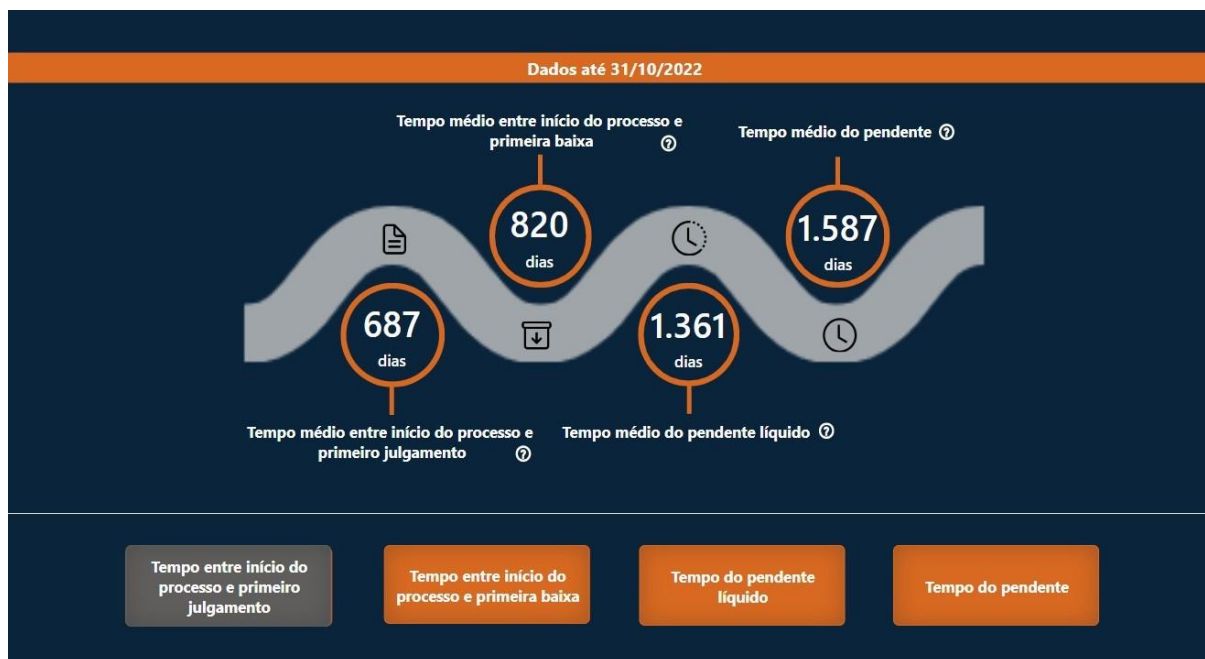 Dados até 31/10/2022
Tempo médio entre início do processo e
primeira baixa
Tempo médio do pendente
820
dias
1.587
dias
687
dias
1.361
dias
Tempo médio entre início do processo e
primeiro julgamento
Tempo médio do pendente líquido
Tempo entre início do
processo e primeiro
julgamento
Tempo entre início do
processo e primeira baixa
Tempo do pendente
líquido
Tempo do pendente